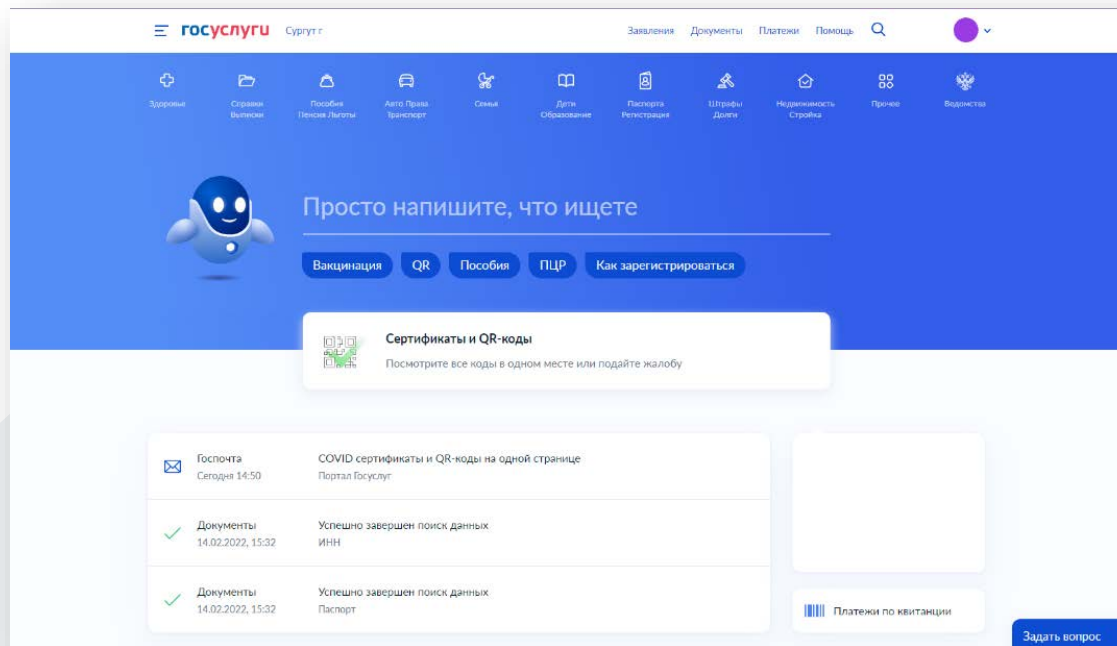 госуслуги Сургут г Заявления Документы Платежи Помощь
Здоровье Справки Пособия Авто Права Семья Дети Паспорта Штрафы Недвижимость Прочее Ведомства
Выписки Пенсия Льготы Транспорт Образование Регистрация Долги Стройка
Просто напишите, что ищете
Вакцинация QR Пособия ПЦР Как зарегистрироваться
Сертификаты и QR-коды
Посмотрите все коды в одном месте или подайте жалобу
Госпочта COVID сертификаты и QR-коды на одной странице
Сегодня 14:50 Портал Госуслуг
Документы Успешно завершен поиск данных
14.02.2022, 15:32 ИНН
Документы Успешно завершен поиск данных
14.02.2022, 15:32 Паспорт
Платежи по квитанции
Задать вопрос